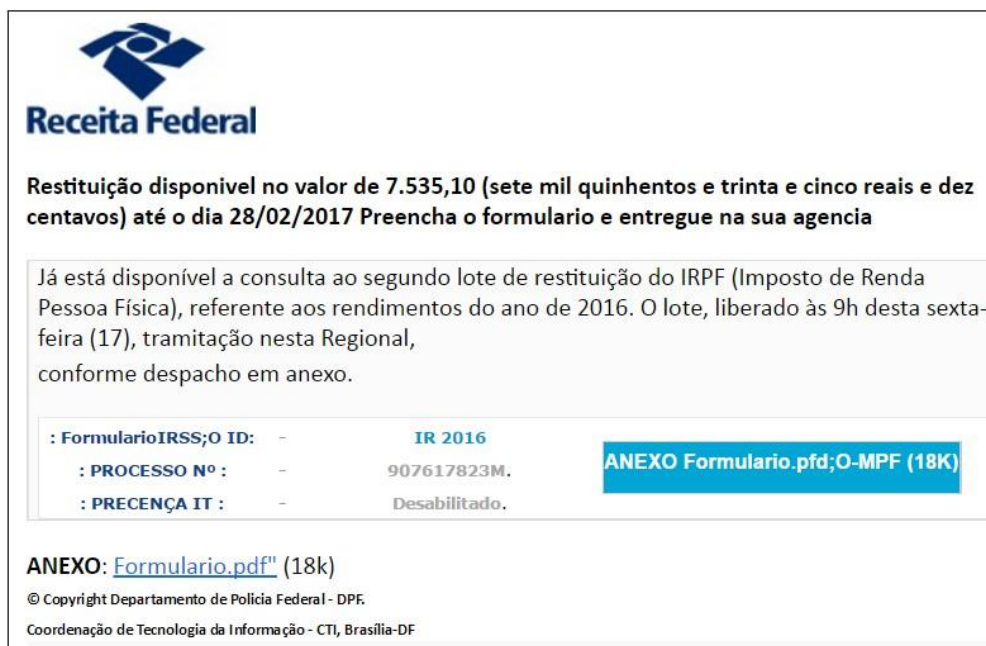 Receita Federal
Restituição disponivel no valor de 7.535,10 (sete mil quinhentos e trinta e cinco reais e dez
centavos) até o dia 28/02/2017 Preencha o formulario e entregue na sua agencia
Já está disponível a consulta ao segundo lote de restituição do IRPF (Imposto de Renda
Pessoa Física), referente aos rendimentos do ano de 2016. O lote, liberado às 9h desta sexta-
feira (17), tramitação nesta Regional,
conforme despacho em anexo.
: FormularioIRSS;O ID: - IR 2016
: PROCESSO Nº : - 907617823M.
: PRECENÇA IT : - Desabilitado.
ANEXO Formulario.pfd;O-MPF (18K)
ANEXO: Formulario.pdf" (18k)
© Copyright Departamento de Policia Federal - DPF.
Coordenação de Tecnologia da Informação - CTI, Brasília-DF